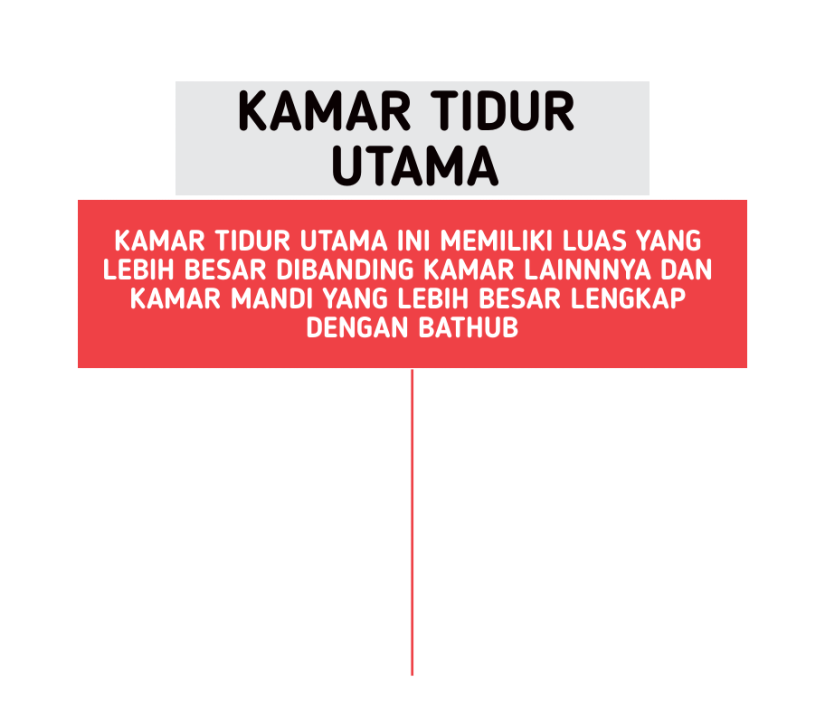 KAMAR TIDUR
UTAMA
KAMAR TIDUR UTAMA INI MEMILIKI LUAS YANG
LEBIH BESAR DIBANDING KAMAR LAINNNYA DAN
KAMAR MANDI YANG LEBIH BESAR LENGKAP
DENGAN BATHUB